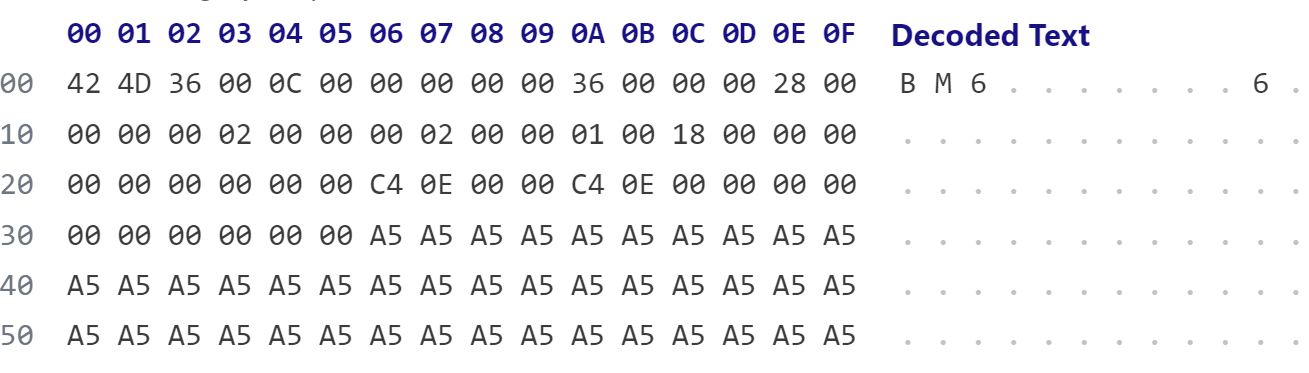 00 01 02 03 04 05 06 07 08 09 0A 0B 0C 0D 0E 0F Decoded Text
00 42 4D 36 00 0C 00 00 00 00 00 36 00 00 00 28 00 B M 6 . . . . . . . 6 .
10 00 00 00 02 00 00 00 02 00 00 01 00 18 00 00 00 . . . . . . . . . . . .
20 00 00 00 00 00 00 C4 0E 00 00 C4 0E 00 00 00 00 . . . . . . . . . . . .
30 00 00 00 00 00 00 A5 A5 A5 A5 A5 A5 A5 A5 A5 A5 . . . . . . . . . . . .
40 A5 A5 A5 A5 A5 A5 A5 A5 A5 A5 A5 A5 A5 A5 A5 A5 . . . . . . . . . . . .
50 A5 A5 A5 A5 A5 A5 A5 A5 A5 A5 A5 A5 A5 A5 A5 A5 . . . . . . . . . . . .